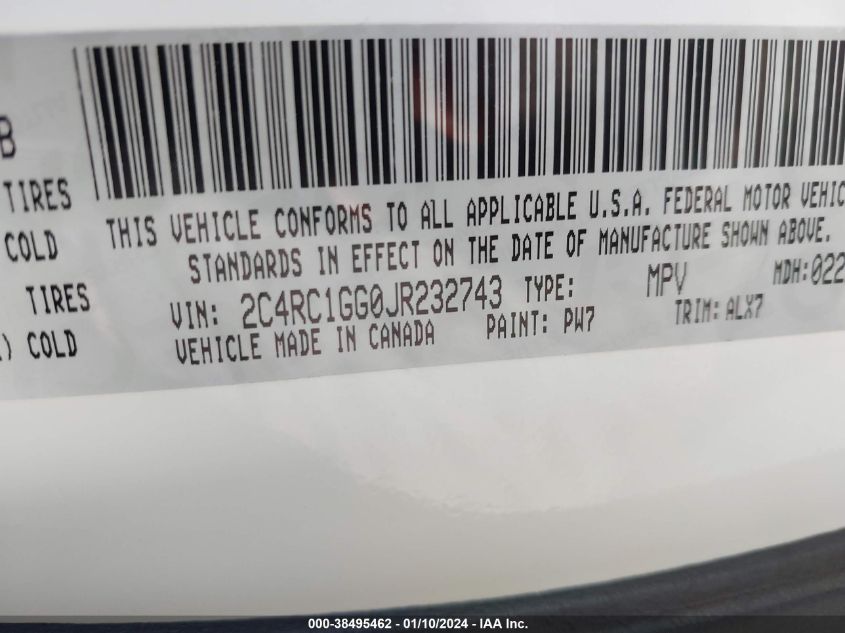 B
TIRES
COLD
TIRES
) COLD
THIS VEHICLE CONFORMS TO ALL APPLICABLE U.S.A. FEDERAL MOTOR VEHIC
STANDARDS IN EFFECT ON THE DATE OF MANUFACTURE SHOWN ABOVE.
VIN: 2C4RC1GG0JR232743 TYPE: MPV MDH:022
VEHICLE MADE IN CANADA PAINT: PW7 TRIM: ALX7
000-38495462 - 01/10/2024 - IAA Inc.